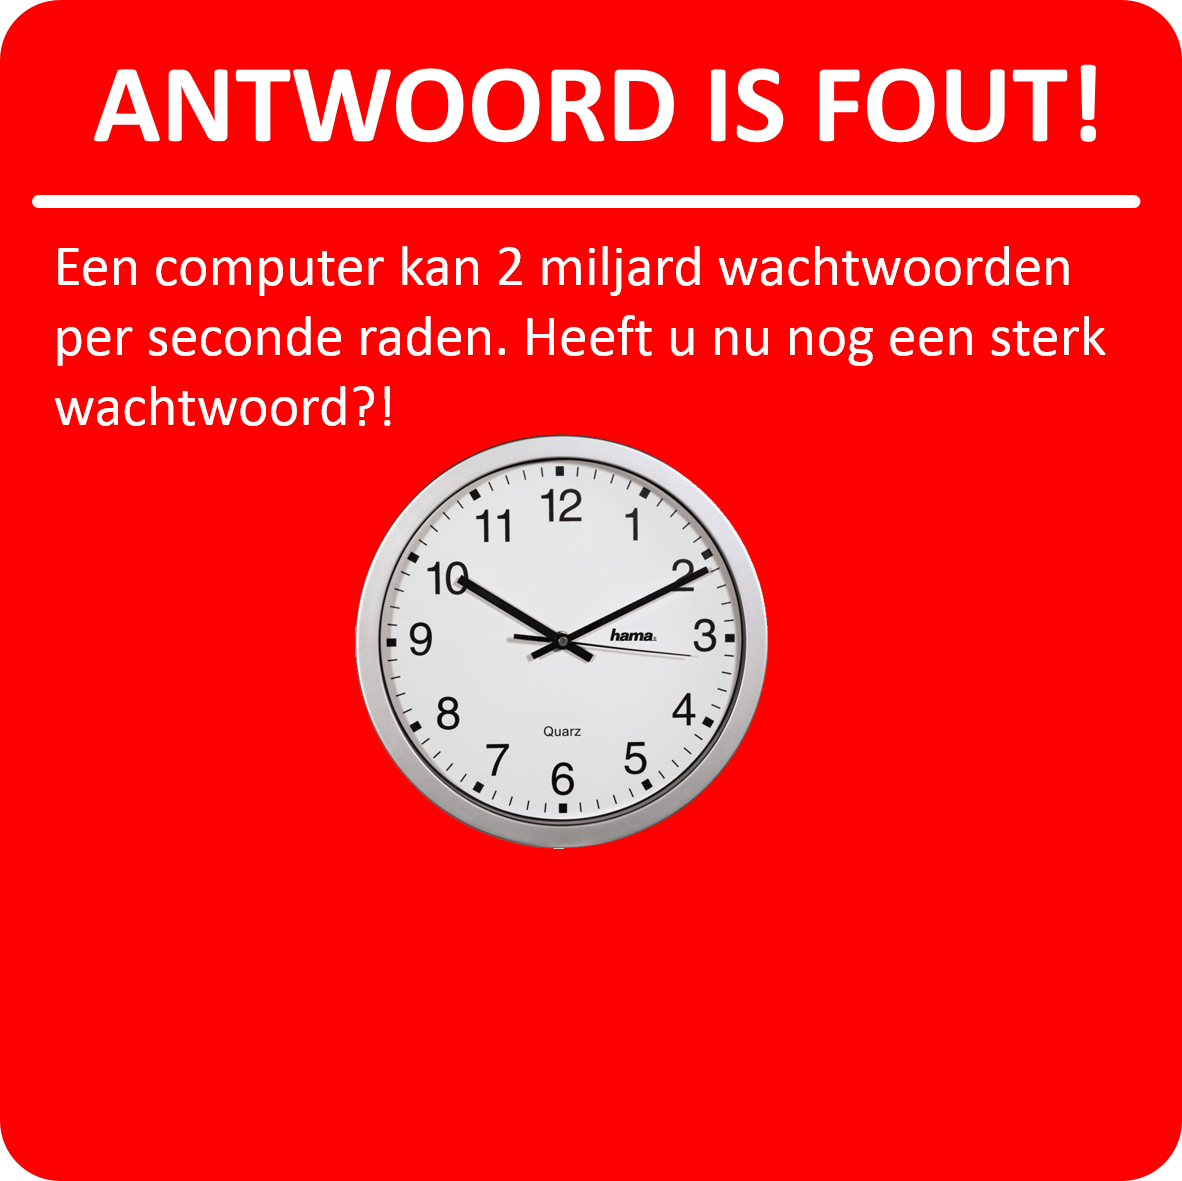 ANTWOORD IS FOUT!
Een computer kan 2 miljard wachtwoorden
per seconde raden. Heeft u nu nog een sterk
wachtwoord?!
12
11 1
10 2
hama
9 3
8 4
Quarz
7 5
6